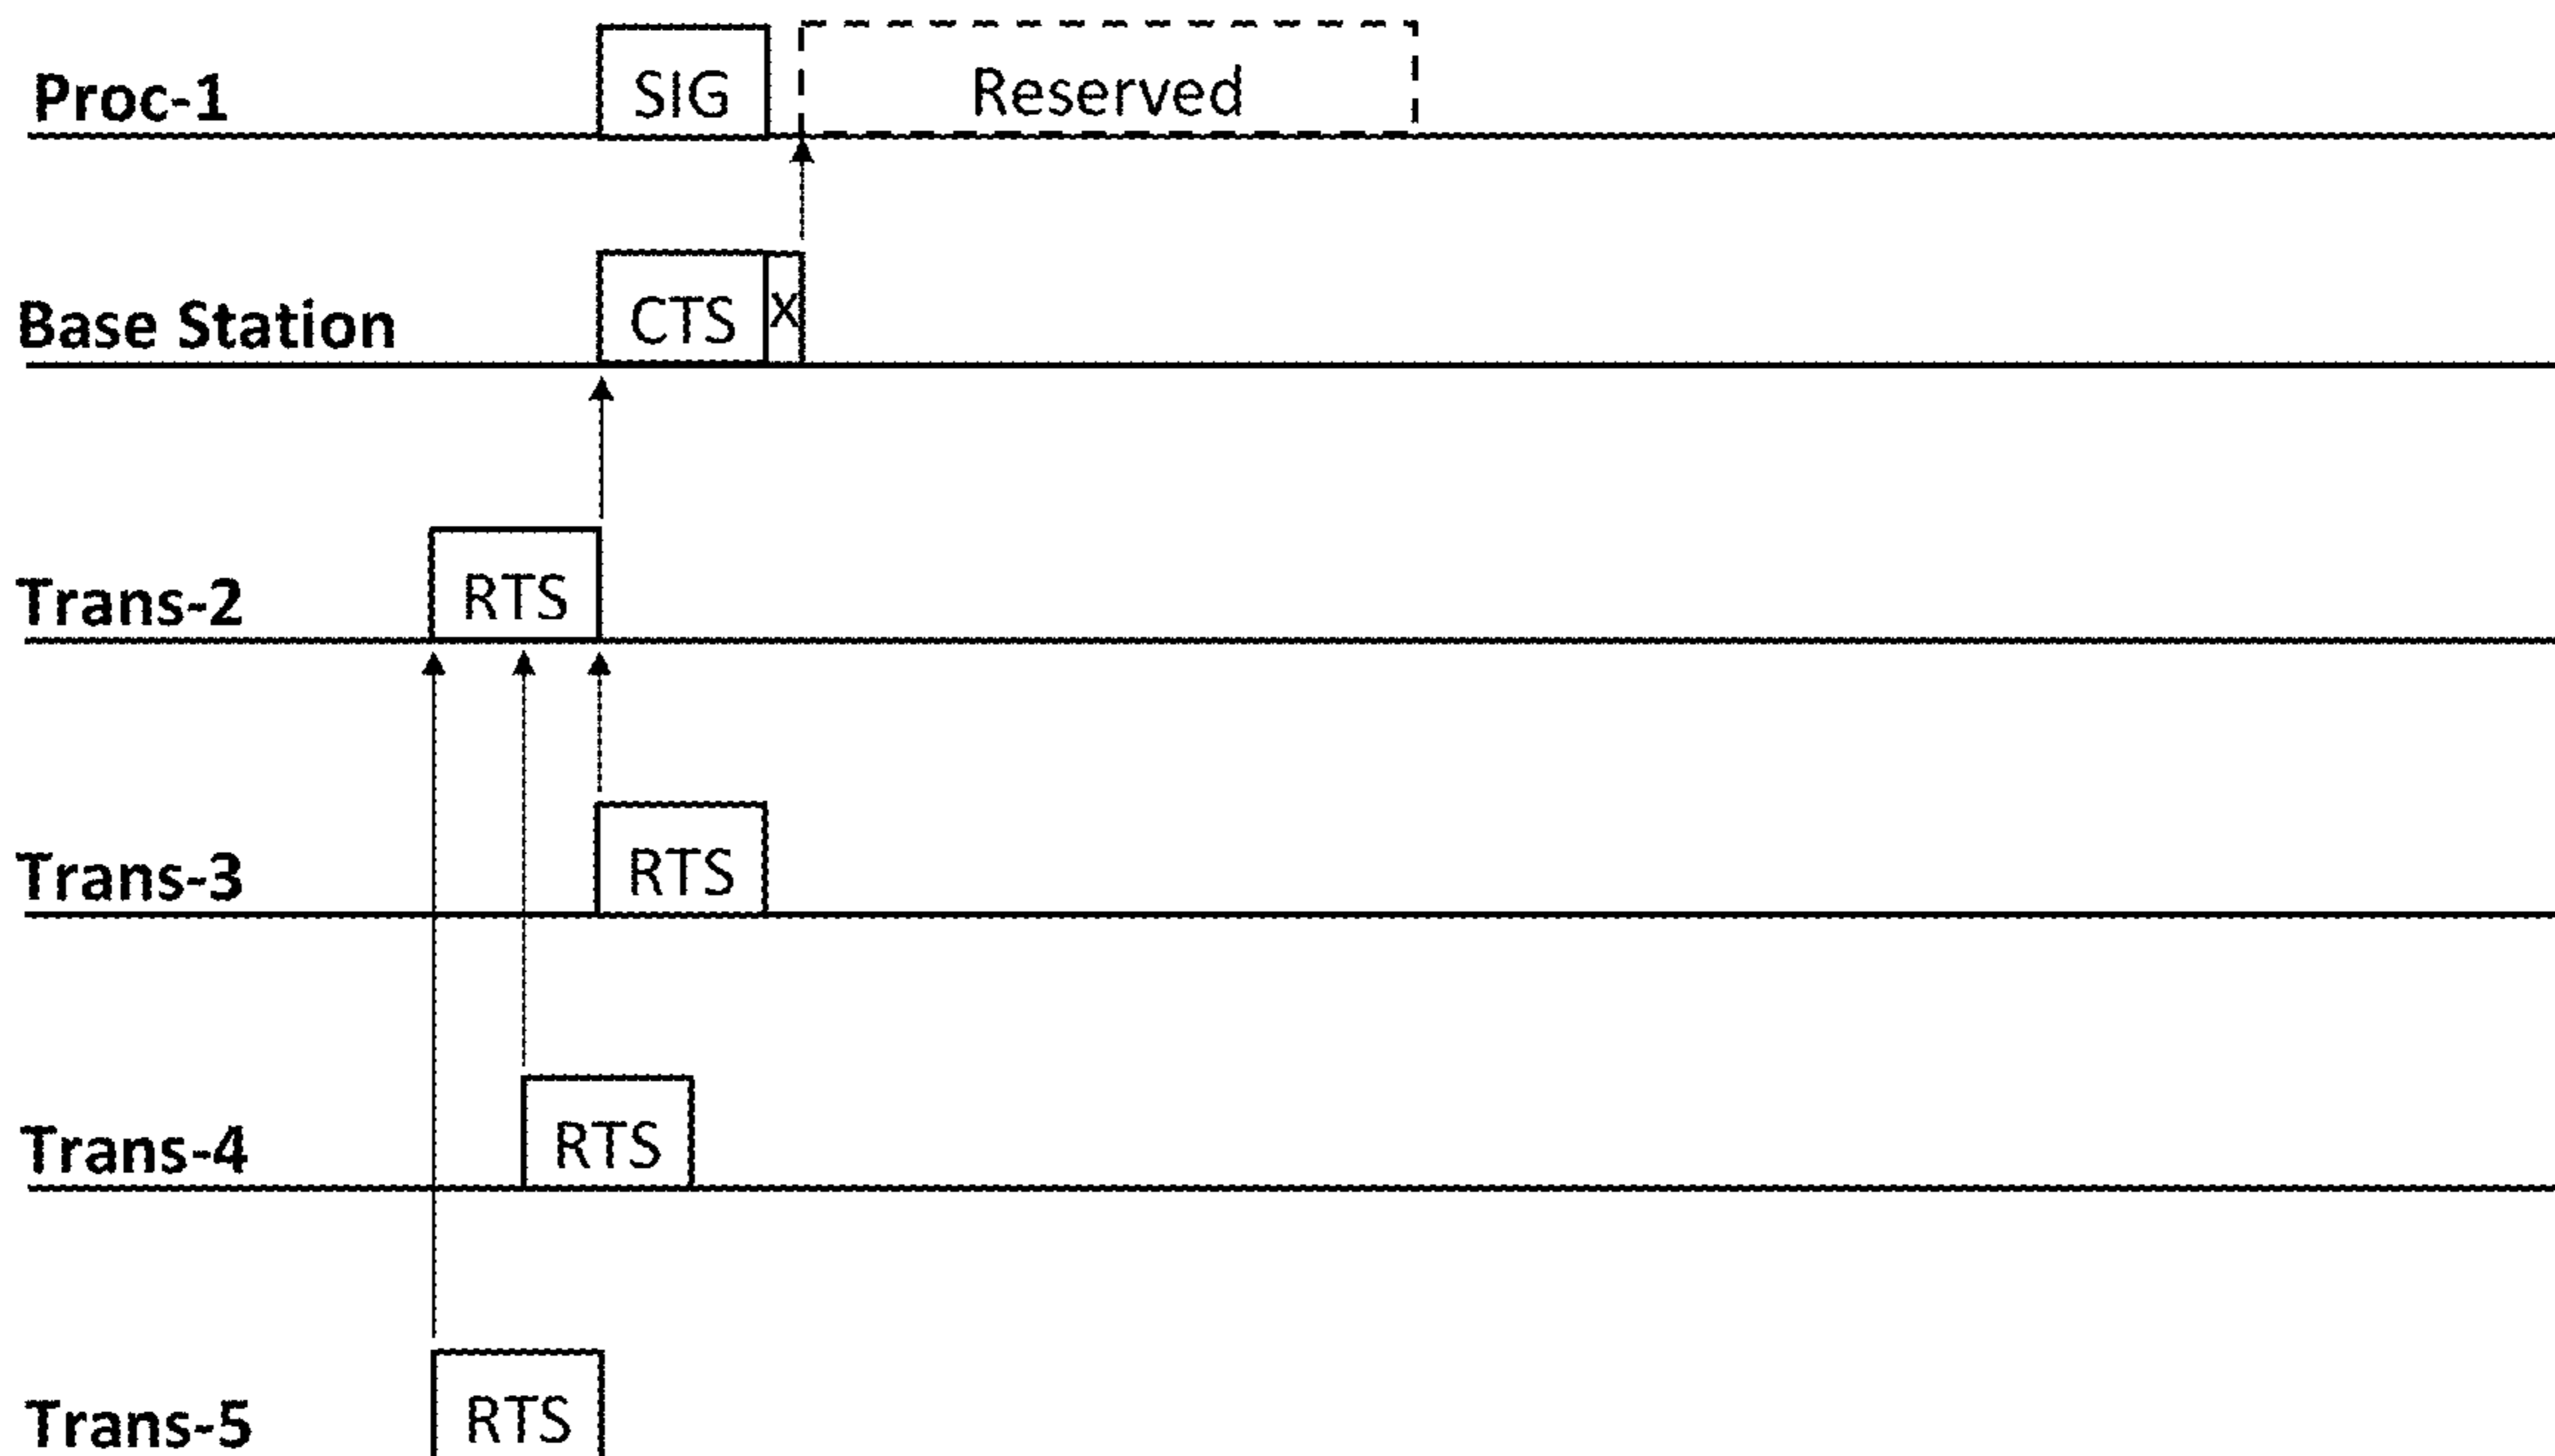 Proc-1 SIG Reserved
Base Station CTS X
Trans-2 RTS
Trans-3 RTS
Trans-4 RTS
Trans-5 RTS